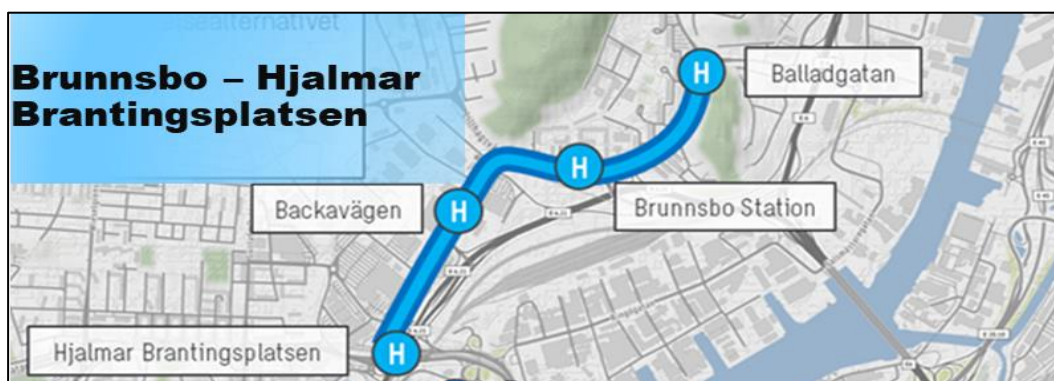 Brunnsbo – Hjalmar
Brantingsplatsen
H
Balladgatan
H
Brunnsbo Station
Backavägen
H
Hjalmar Brantingsplatsen
H